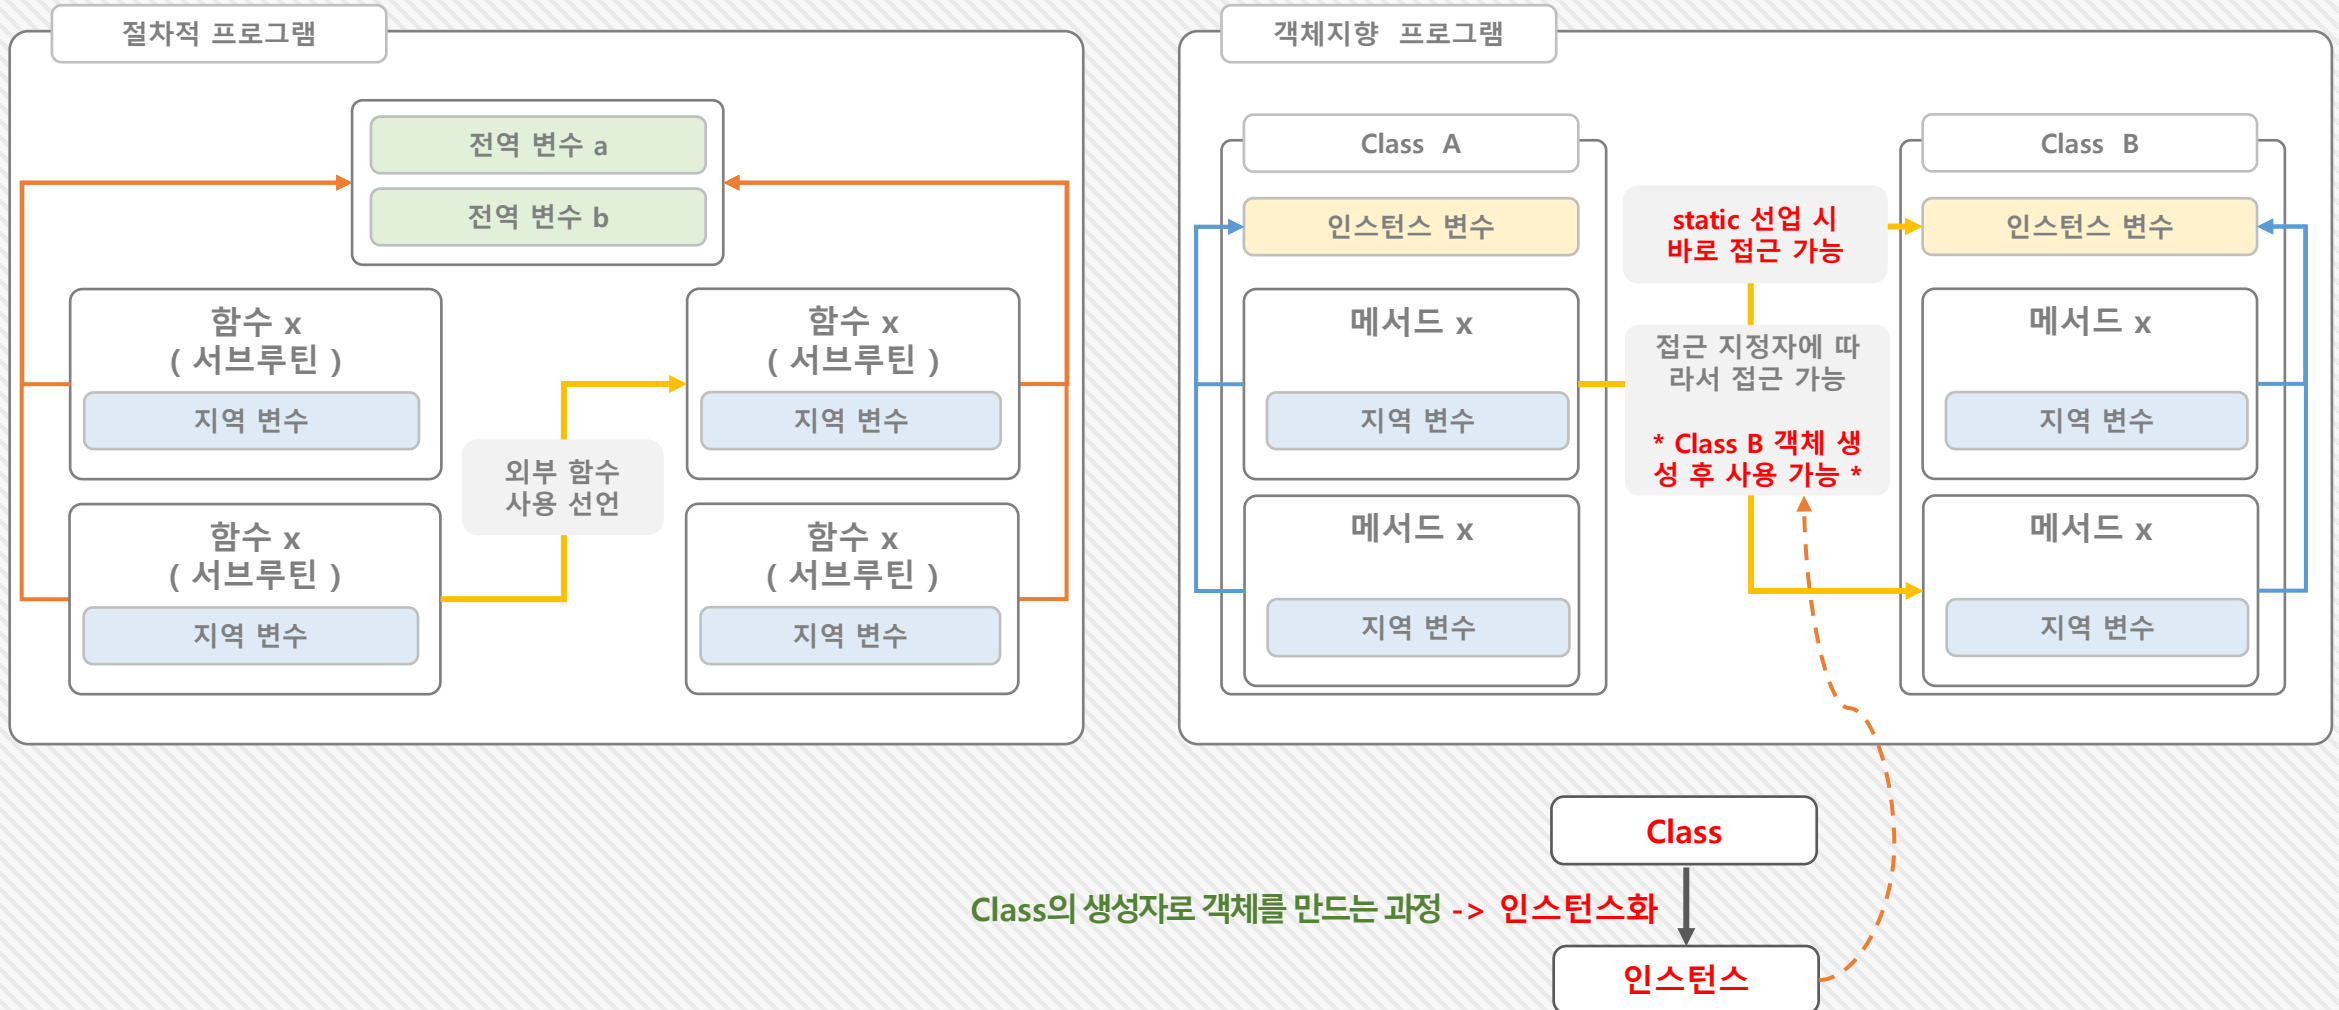 절차적 프로그램
전역 변수 a
전역 변수 b
함수 x
( 서브루틴 )
지역 변수
함수 x
( 서브루틴 )
지역 변수
외부 함수
사용 선언
함수 x
( 서브루틴 )
지역 변수
함수 x
( 서브루틴 )
지역 변수
객체지향 프로그램
Class A
인스턴스 변수
메서드 x
지역 변수
메서드 x
지역 변수
static 선업 시
바로 접근 가능
접근 지정자에 따
라서 접근 가능
* Class B 객체 생
성 후 사용 가능 *
Class B
인스턴스 변수
메서드 x
지역 변수
메서드 x
지역 변수
Class
Class의 생성자로 객체를 만드는 과정 -> 인스턴스화
인스턴스